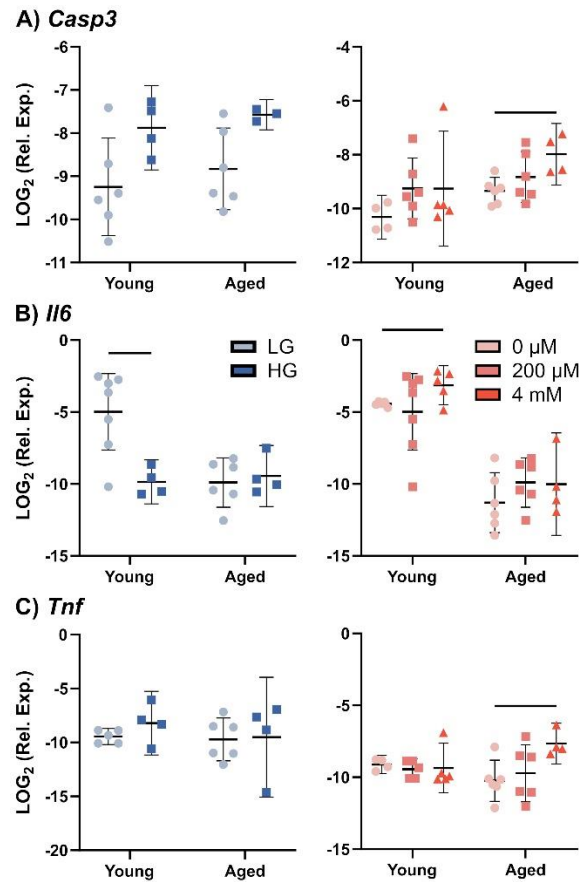 A) Casp3
LOG2 (Rel. Exp.)
-6
-7
-8
-9
-10
-11
Young Aged
-4
-6
-8
-10
-12
Young Aged
B) Il6
LOG2 (Rel. Exp.)
0
-5
-10
-15
LG
HG
Young Aged
0
-5
-10
-15
0 µM
200 µM
4 mM
Young Aged
C) Tnf
LOG2 (Rel. Exp.)
0
-5
-10
-15
-20
Young Aged
0
-5
-10
-15
Young Aged